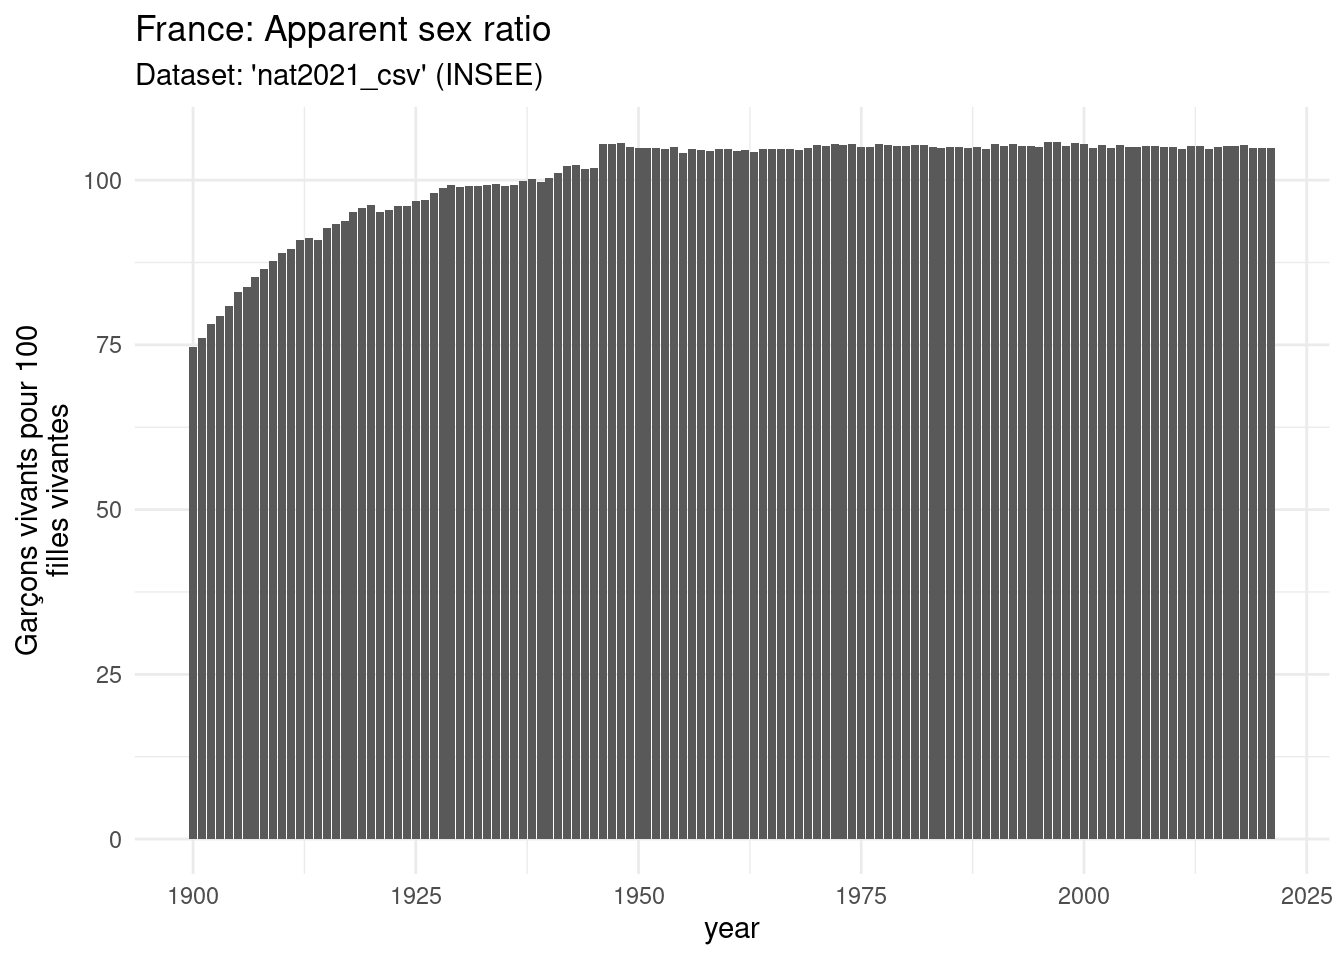 France: Apparent sex ratio
Dataset: 'nat2021_csv' (INSEE)
Garçons vivants pour 100
filles vivantes
100
75
50
25
0
1900
1925
1950
1975
2000
2025
year